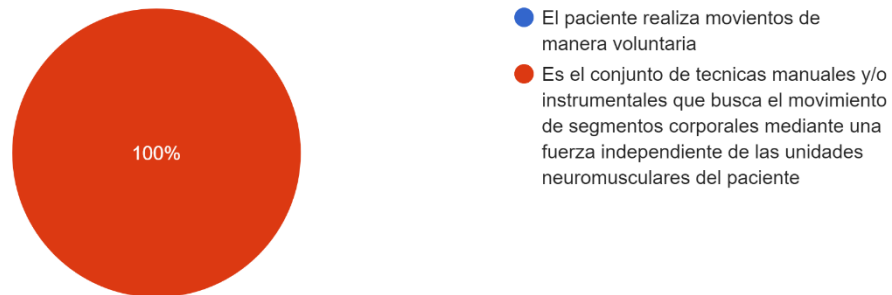 100%
El paciente realiza movientos de
manera voluntaria
Es el conjunto de tecnicas manuales y/o
instrumentales que busca el movimiento
de segmentos corporales mediante una
fuerza independiente de las unidades
neuromusculares del paciente